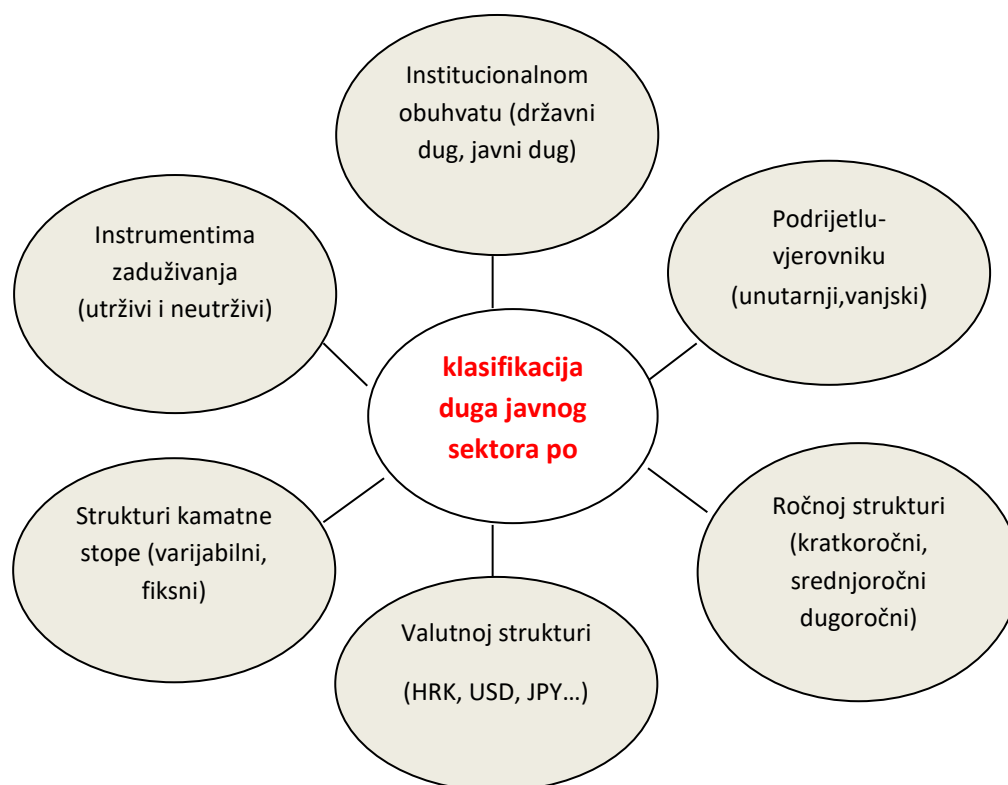 Institucionalnom
obuhvatu (državni
dug, javni dug)
Instrumentima
zaduživanja
(utrživi i neutrživi)
Podrijetlu-
vjerovniku
(unutarnji,vanjski)
klasifikacija
duga javnog
sektora po
Strukturi kamatne
stope (varijabilni,
fiksni)
Ročnoj strukturi
(kratkoročni,
srednjoročni
dugoročni)
Valutnoj strukturi
(HRK, USD, JPY…)